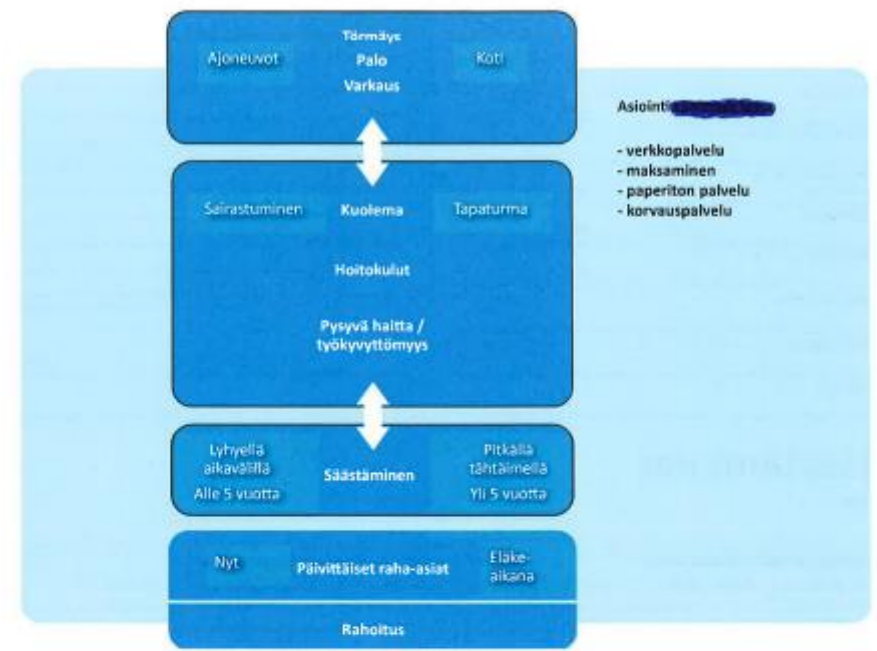 Törmäys
Ajoneuvot Palo Koti
Varkaus
Asiointi
- verkkopalvelu
- maksaminen
- paperiton palvelu
- korvauspalvelu
Sairastuminen Kuolema Tapaturma
Hoitokulut
Pysyvä haitta /
työkyvyttömyys
Lyhyellä
aikavälillä
Alle 5 vuotta
Säästäminen
Pitkällä
tähtäimellä
Yli 5 vuotta
Nyt
Päivittäiset raha-asiat
Eläke-
aikana
Rahoitus